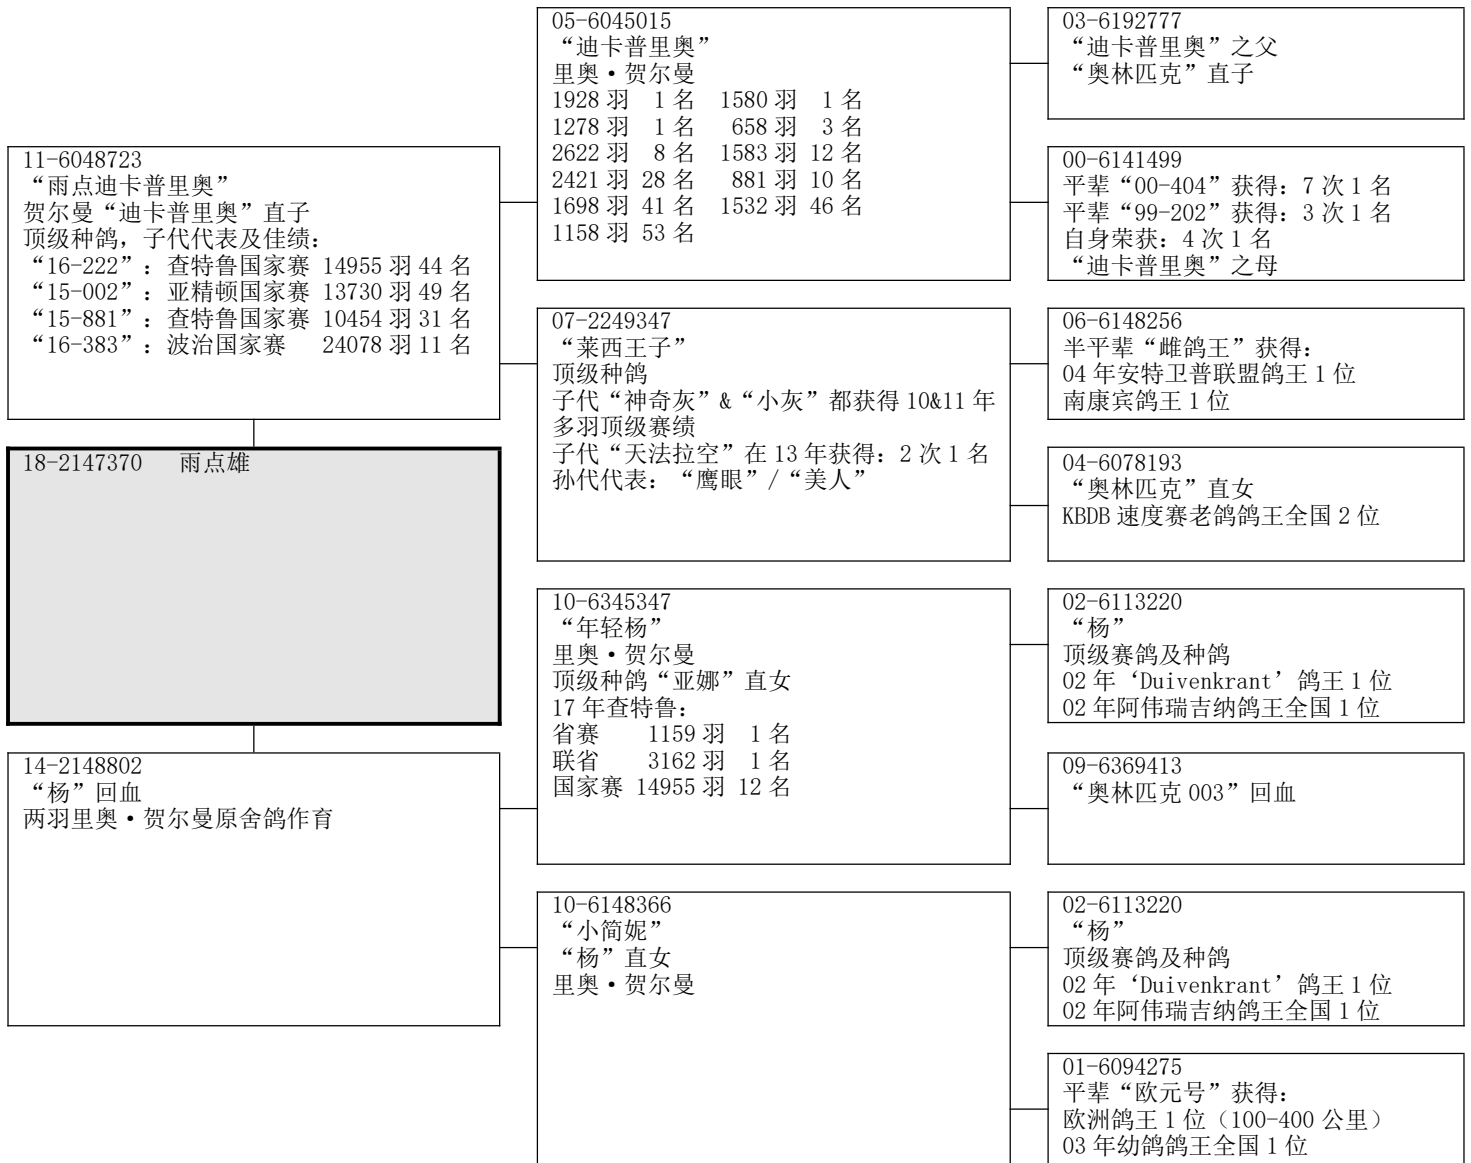 05-6045015
“迪卡普里奥”
里奥·贺尔曼
1928 羽 1 名 1580 羽 1 名
1278 羽 1 名 658 羽 3 名
2622 羽 8 名 1583 羽 12 名
2421 羽 28 名 881 羽 10 名
1698 羽 41 名 1532 羽 46 名
1158 羽 53 名
03-6192777
“迪卡普里奥”之父
“奥林匹克”直子
11-6048723
“雨点迪卡普里奥”
贺尔曼“迪卡普里奥”直子
顶级种鸽，子代代表及佳绩：
“16-222”：查特鲁国家赛 14955 羽 44 名
“15-002”：亚精顿国家赛 13730 羽 49 名
“15-881”：查特鲁国家赛 10454 羽 31 名
“16-383”：波治国家赛 24078 羽 11 名
00-6141499
平辈“00-404”获得：7 次 1 名
平辈“99-202”获得：3 次 1 名
自身荣获：4 次 1 名
“迪卡普里奥”之母
07-2249347
“莱西王子”
顶级种鸽
子代“神奇灰”&“小灰”都获得 10&11 年
多羽顶级赛绩
子代“天法拉空”在 13 年获得：2 次 1 名
孙代代表：“鹰眼”/“美人”
06-6148256
半平辈“雌鸽王”获得：
04 年安特卫普联盟鸽王 1 位
南康宾鸽王 1 位
04-6078193
“奥林匹克”直女
KBDB 速度赛老鸽鸽王全国 2 位
18-2147370 雨点雄
10-6345347
“年轻杨”
里奥·贺尔曼
顶级种鸽“亚娜”直女
17 年查特鲁：
省赛 1159 羽 1 名
联省 3162 羽 1 名
国家赛 14955 羽 12 名
02-6113220
“杨”
顶级赛鸽及种鸽
02 年‘Duivenkrant’鸽王 1 位
02 年阿伟瑞吉纳鸽王全国 1 位
14-2148802
“杨”回血
两羽里奥·贺尔曼原舍鸽作育
09-6369413
“奥林匹克 003”回血
10-6148366
“小简妮”
“杨”直女
里奥·贺尔曼
02-6113220
“杨”
顶级赛鸽及种鸽
02 年‘Duivenkrant’鸽王 1 位
02 年阿伟瑞吉纳鸽王全国 1 位
01-6094275
平辈“欧元号”获得：
欧洲鸽王 1 位（100-400 公里）
03 年幼鸽鸽王全国 1 位